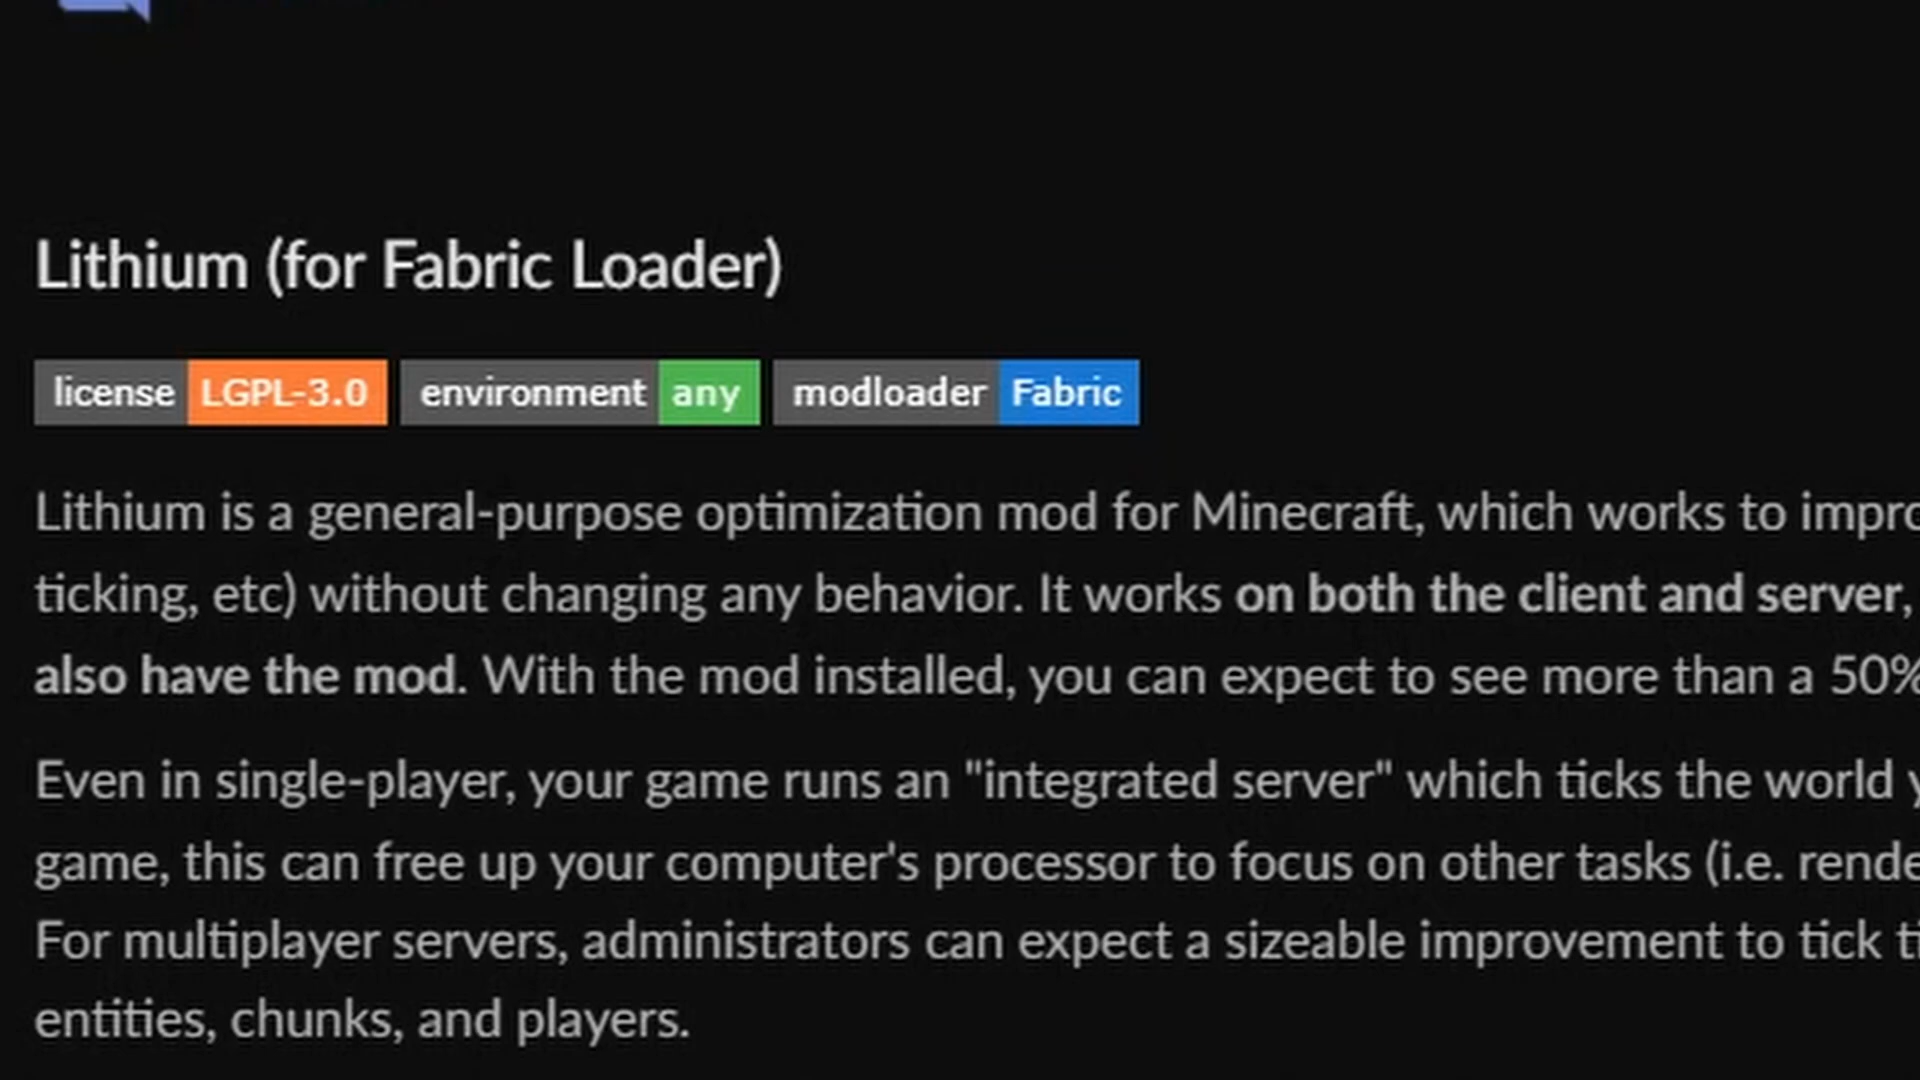 Lithium (for Fabric Loader)
license LGPL-3.0 environment any modloader Fabric
Lithium is a general-purpose optimization mod for Minecraft, which works to impro
ticking, etc) without changing any behavior. It works on both the client and server,
also have the mod. With the mod installed, you can expect to see more than a 50%
Even in single-player, your game runs an "integrated server" which ticks the world y
game, this can free up your computer's processor to focus on other tasks (i.e. rende
For multiplayer servers, administrators can expect a sizeable improvement to tick ti
entities, chunks, and players.